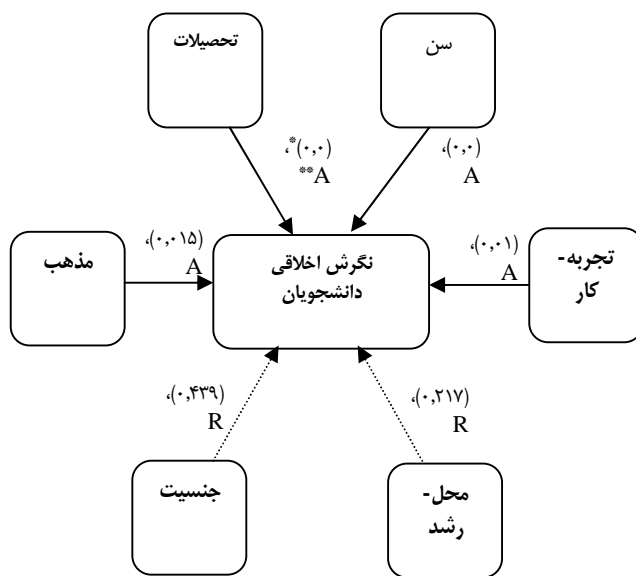 تحصیلات
سن
*(۰,۰)،
**A
(۰,۰)،
A
مذهب
(۰,۰۱۵)،
A
نگرش اخلاقی
دانشجویان
(۰,۰۱)،
A
تجربه-
کار
(۰,۴۳۹)،
R
(۰,۲۱۷)،
R
جنسیت
محل-
رشد